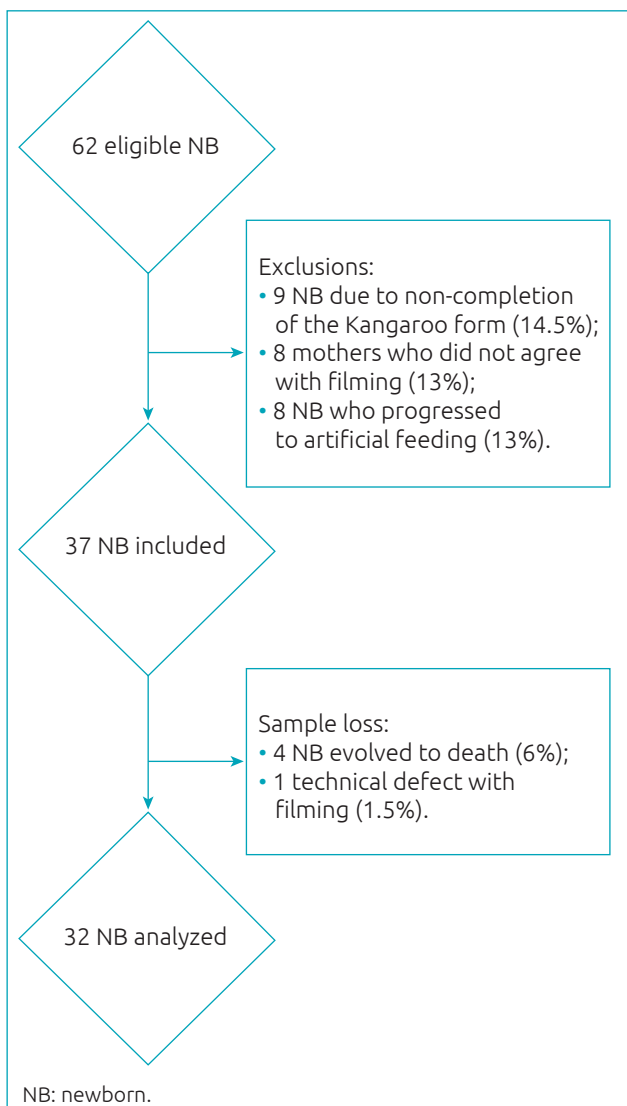 62 eligible NB
Exclusions:
• 9 NB due to non-completion
of the Kangaroo form (14.5%);
• 8 mothers who did not agree
with filming (13%);
• 8 NB who progressed
to artificial feeding (13%).
37 NB included
Sample loss:
• 4 NB evolved to death (6%);
• 1 technical defect with
filming (1.5%).
32 NB analyzed
NB: newborn.